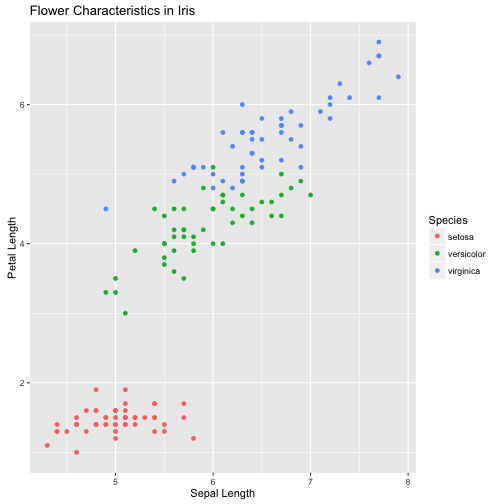 Flower Characteristics in Iris
6
4
2
Petal Length
5 6 7 8
Sepal Length
Species
setosa
versicolor
virginica